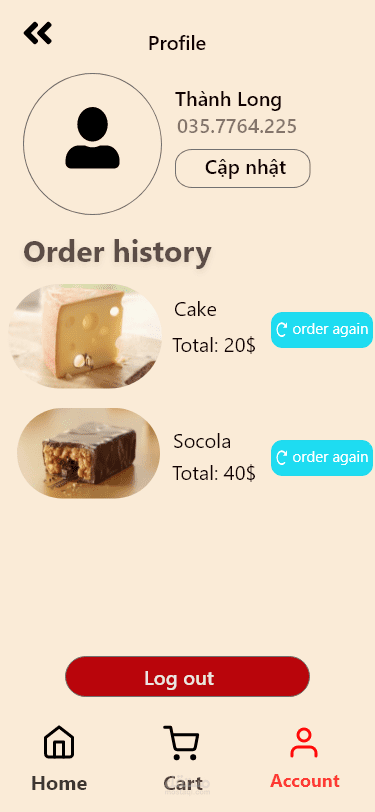 Profile
Thành Long
035.7764.225
Cập nhật
Order history
Cake
Total: 20$
order again
Socola
Total: 40$
order again
Log out
Home
Cart
Account